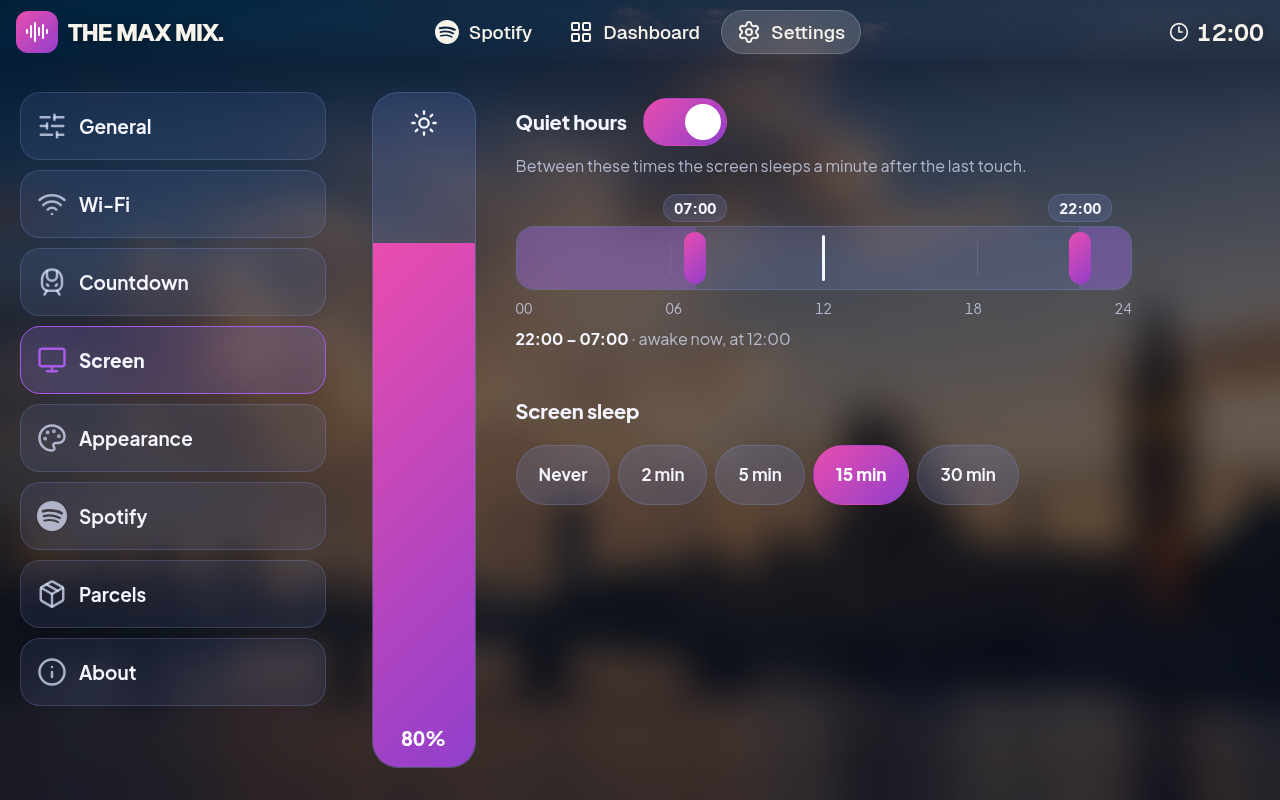 THE MAX MIX.
Spotify
Dashboard
Settings
12:00
General
Wi-Fi
Countdown
Screen
Appearance
Spotify
Parcels
About
80%
Quiet hours
Between these times the screen sleeps a minute after the last touch.
07:00
22:00
00 06 12 18 24
22:00 – 07:00 · awake now, at 12:00
Screen sleep
Never
2 min
5 min
15 min
30 min